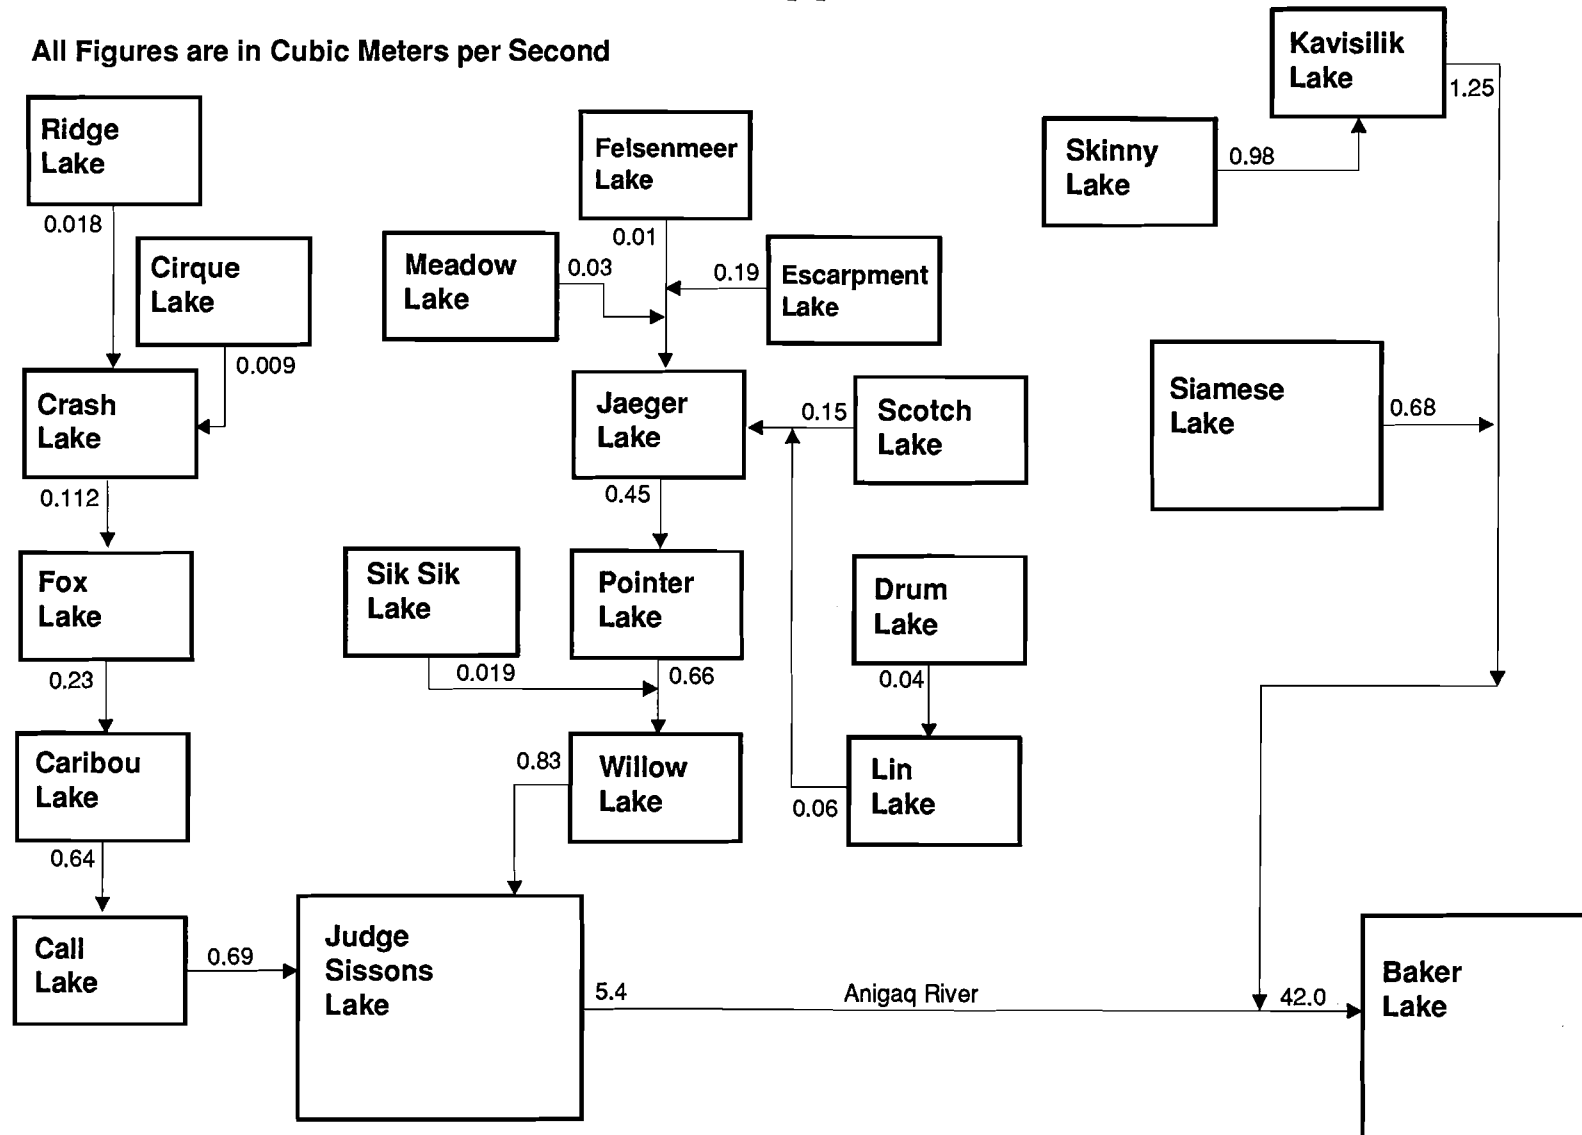 All Figures are in Cubic Meters per Second
Kavisilik
Lake
1.25
Ridge
Lake
Felsenmeer
Lake
Skinny
Lake
0.98
0.018
0.01
Cirque
Lake
Meadow
Lake
0.03
0.19
Escarpment
Lake
0.009
Crash
Lake
Jaeger
Lake
0.15
Scotch
Lake
Siamese
Lake
0.68
0.112
0.45
Fox
Lake
Sik Sik
Lake
Pointer
Lake
Drum
Lake
0.23
0.019
0.66
0.04
Caribou
Lake
0.83
Willow
Lake
Lin
Lake
0.06
0.64
Call
Lake
0.69
Judge
Sissons
Lake
5.4
Anigaq River
42.0
Baker
Lake